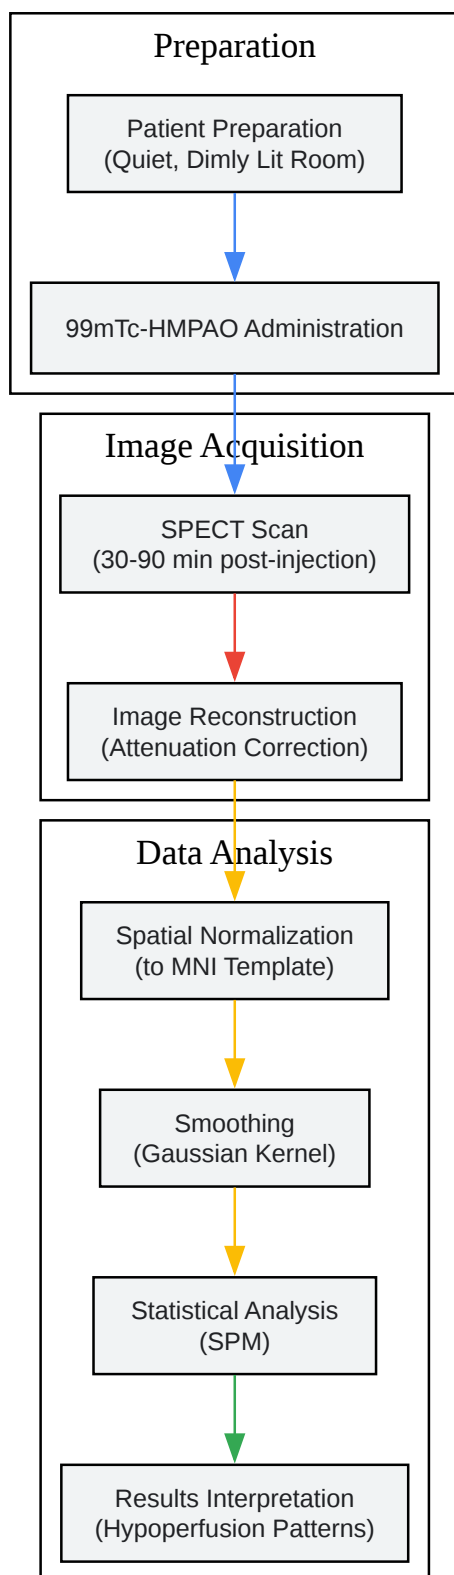 Preparation
Patient Preparation
(Quiet, Dimly Lit Room)
99mTc-HMPAO Administration
Image Acquisition
SPECT Scan
(30-90 min post-injection)
Image Reconstruction
(Attenuation Correction)
Data Analysis
Spatial Normalization
(to MNI Template)
Smoothing
(Gaussian Kernel)
Statistical Analysis
(SPM)
Results Interpretation
(Hypoperfusion Patterns)